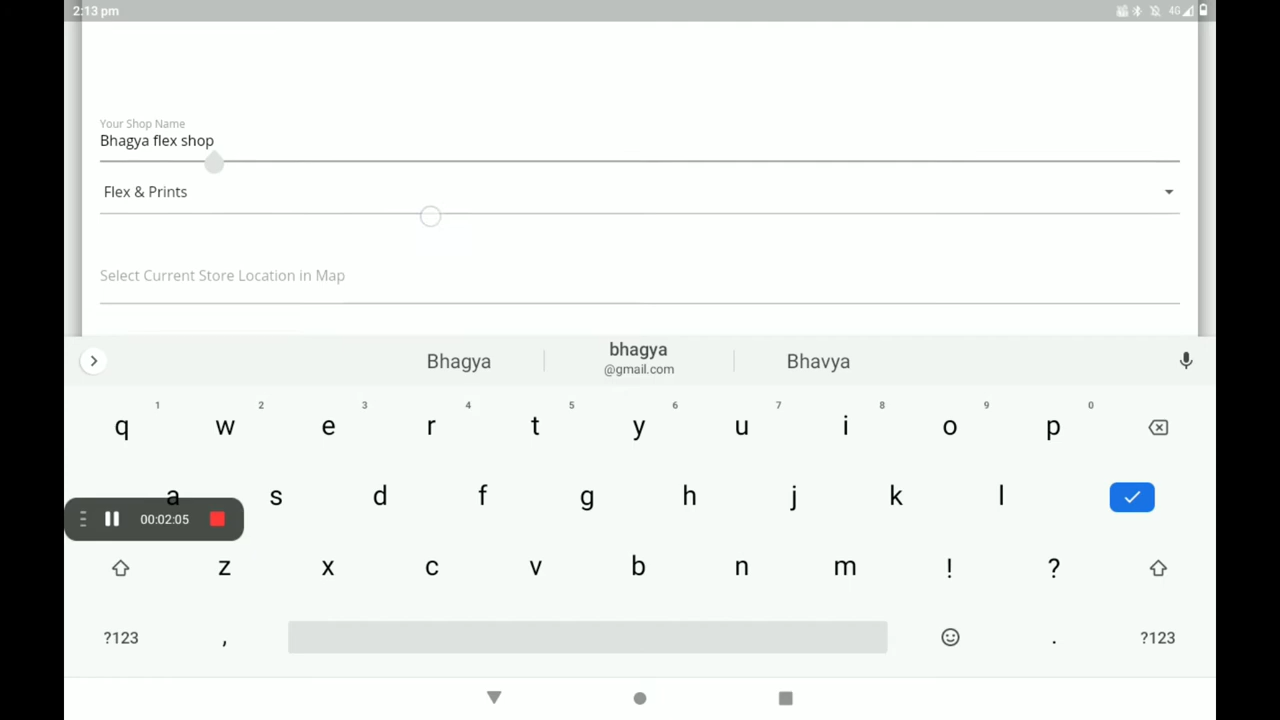 2:13 pm
4G
Your Shop Name
Bhagya flex shop
Flex & Prints
Select Current Store Location in Map
Bhagya
bhagya
@gmail.com
Bhavya
1 2 3 4 5 6 7 8 9 0
q w e r t y u i o p
a s d f g h j k l
00:02:05
z x c v b n m ! ?
?123 , . ?123